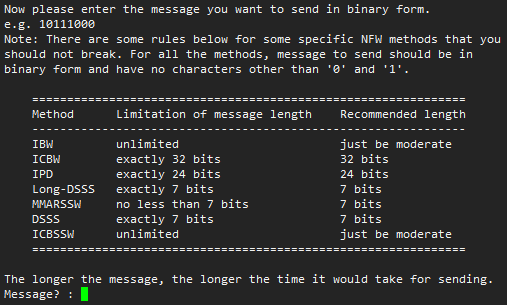 Now please enter the message you want to send in binary form.
e.g. 10111000
Note: There are some rules below for some specific NFW methods that you
should not break. For all the methods, message to send should be in
binary form and have no characters other than '0' and '1'.
================================================================
Method Limitation of message length Recommended length
----------------------------------------------------------------
IBW unlimited just be moderate
ICBW exactly 32 bits 32 bits
IPD exactly 24 bits 24 bits
Long-DSSS exactly 7 bits 7 bits
MMARSSW no less than 7 bits 7 bits
DSSS exactly 7 bits 7 bits
ICBSSW unlimited just be moderate
================================================================
The longer the message, the longer the time it would take for sending.
Message? :